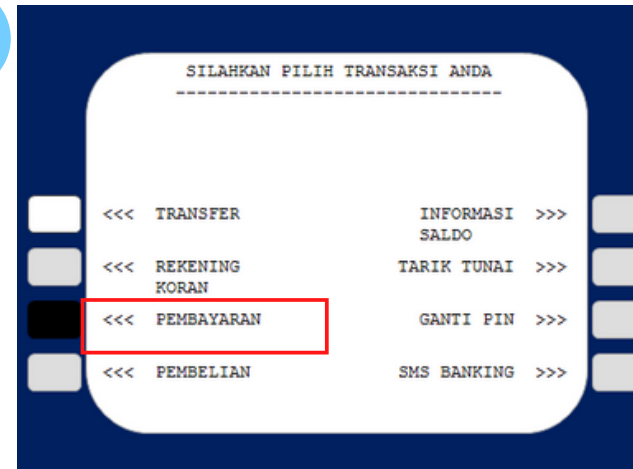 SILAHKAN PILIH TRANSAKSI ANDA
-------------------------------
<<< TRANSFER
INFORMASI >>>
SALDO
<<< REKENING
KORAN
TARIK TUNAI >>>
<<< PEMBAYARAN
GANTI PIN >>>
<<< PEMBELIAN
SMS BANKING >>>